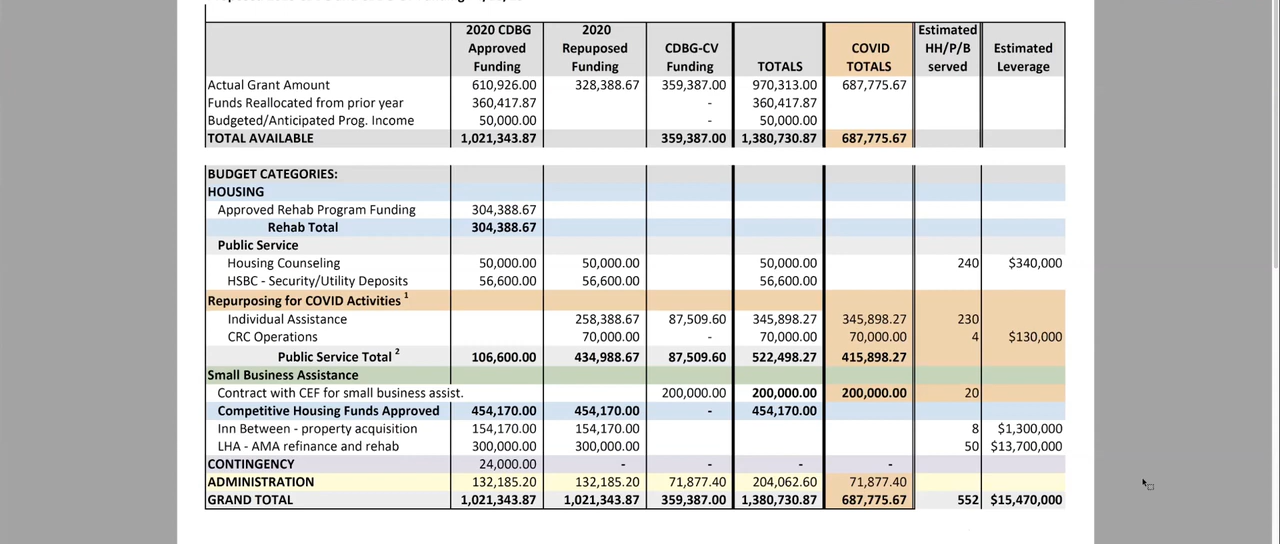 2020 CDBG Approved Funding 2020 Repuposed Funding CDBG-CV Funding TOTALS COVID TOTALS Estimated HH/P/B served Estimated Leverage
Actual Grant Amount 610,926.00 328,388.67 359,387.00 970,313.00 687,775.67
Funds Reallocated from prior year 360,417.87 - 360,417.87
Budgeted/Anticipated Prog. Income 50,000.00 - 50,000.00
TOTAL AVAILABLE 1,021,343.87 359,387.00 1,380,730.87 687,775.67
BUDGET CATEGORIES:
HOUSING
Approved Rehab Program Funding 304,388.67
Rehab Total 304,388.67
Public Service
Housing Counseling 50,000.00 50,000.00 50,000.00 240 $340,000
HSBC - Security/Utility Deposits 56,600.00 56,600.00 56,600.00
Repurposing for COVID Activities 1
Individual Assistance 258,388.67 87,509.60 345,898.27 345,898.27 230
CRC Operations 70,000.00 - 70,000.00 70,000.00 4 $130,000
Public Service Total 2 106,600.00 434,988.67 87,509.60 522,498.27 415,898.27
Small Business Assistance
Contract with CEF for small business assist. 200,000.00 200,000.00 200,000.00 20
Competitive Housing Funds Approved 454,170.00 454,170.00 - 454,170.00
Inn Between - property acquisition 154,170.00 154,170.00 8 $1,300,000
LHA - AMA refinance and rehab 300,000.00 300,000.00 50 $13,700,000
CONTINGENCY 24,000.00 - - - -
ADMINISTRATION 132,185.20 132,185.20 71,877.40 204,062.60 71,877.40
GRAND TOTAL 1,021,343.87 1,021,343.87 359,387.00 1,380,730.87 687,775.67 552 $15,470,000